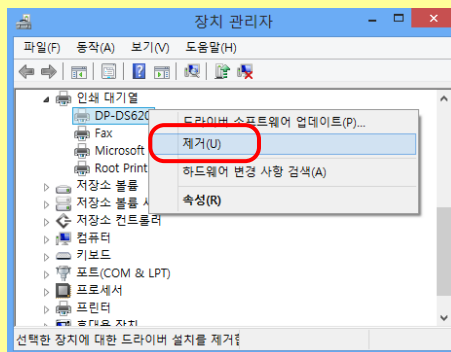 장치 관리자
파일(F) 동작(A) 보기(V) 도움말(H)
인쇄 대기열
DP-DS620
드라이버 소프트웨어 업데이트(P)...
Fax
제거(U)
Microsoft
Root Print
하드웨어 변경 사항 검색(A)
저장소 볼륨
저장소 볼륨
속성(R)
저장소 컨트롤러
컴퓨터
키보드
포트(COM & LPT)
프로세서
프린터
휴대용 장치
선택한 장치에 대한 드라이버 설치를 제거